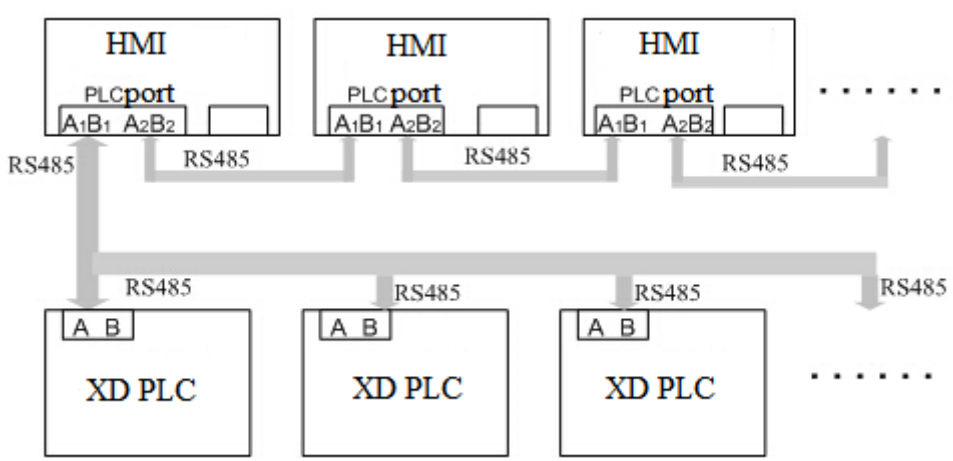 HMI HMI HMI
PLCport PLCport PLCport
A1B1 A2B2 A1B1 A2B2 A1B1 A2B2
......
RS485 RS485 RS485 RS485
RS485 RS485 RS485 RS485
A B A B A B
XD PLC XD PLC XD PLC
......